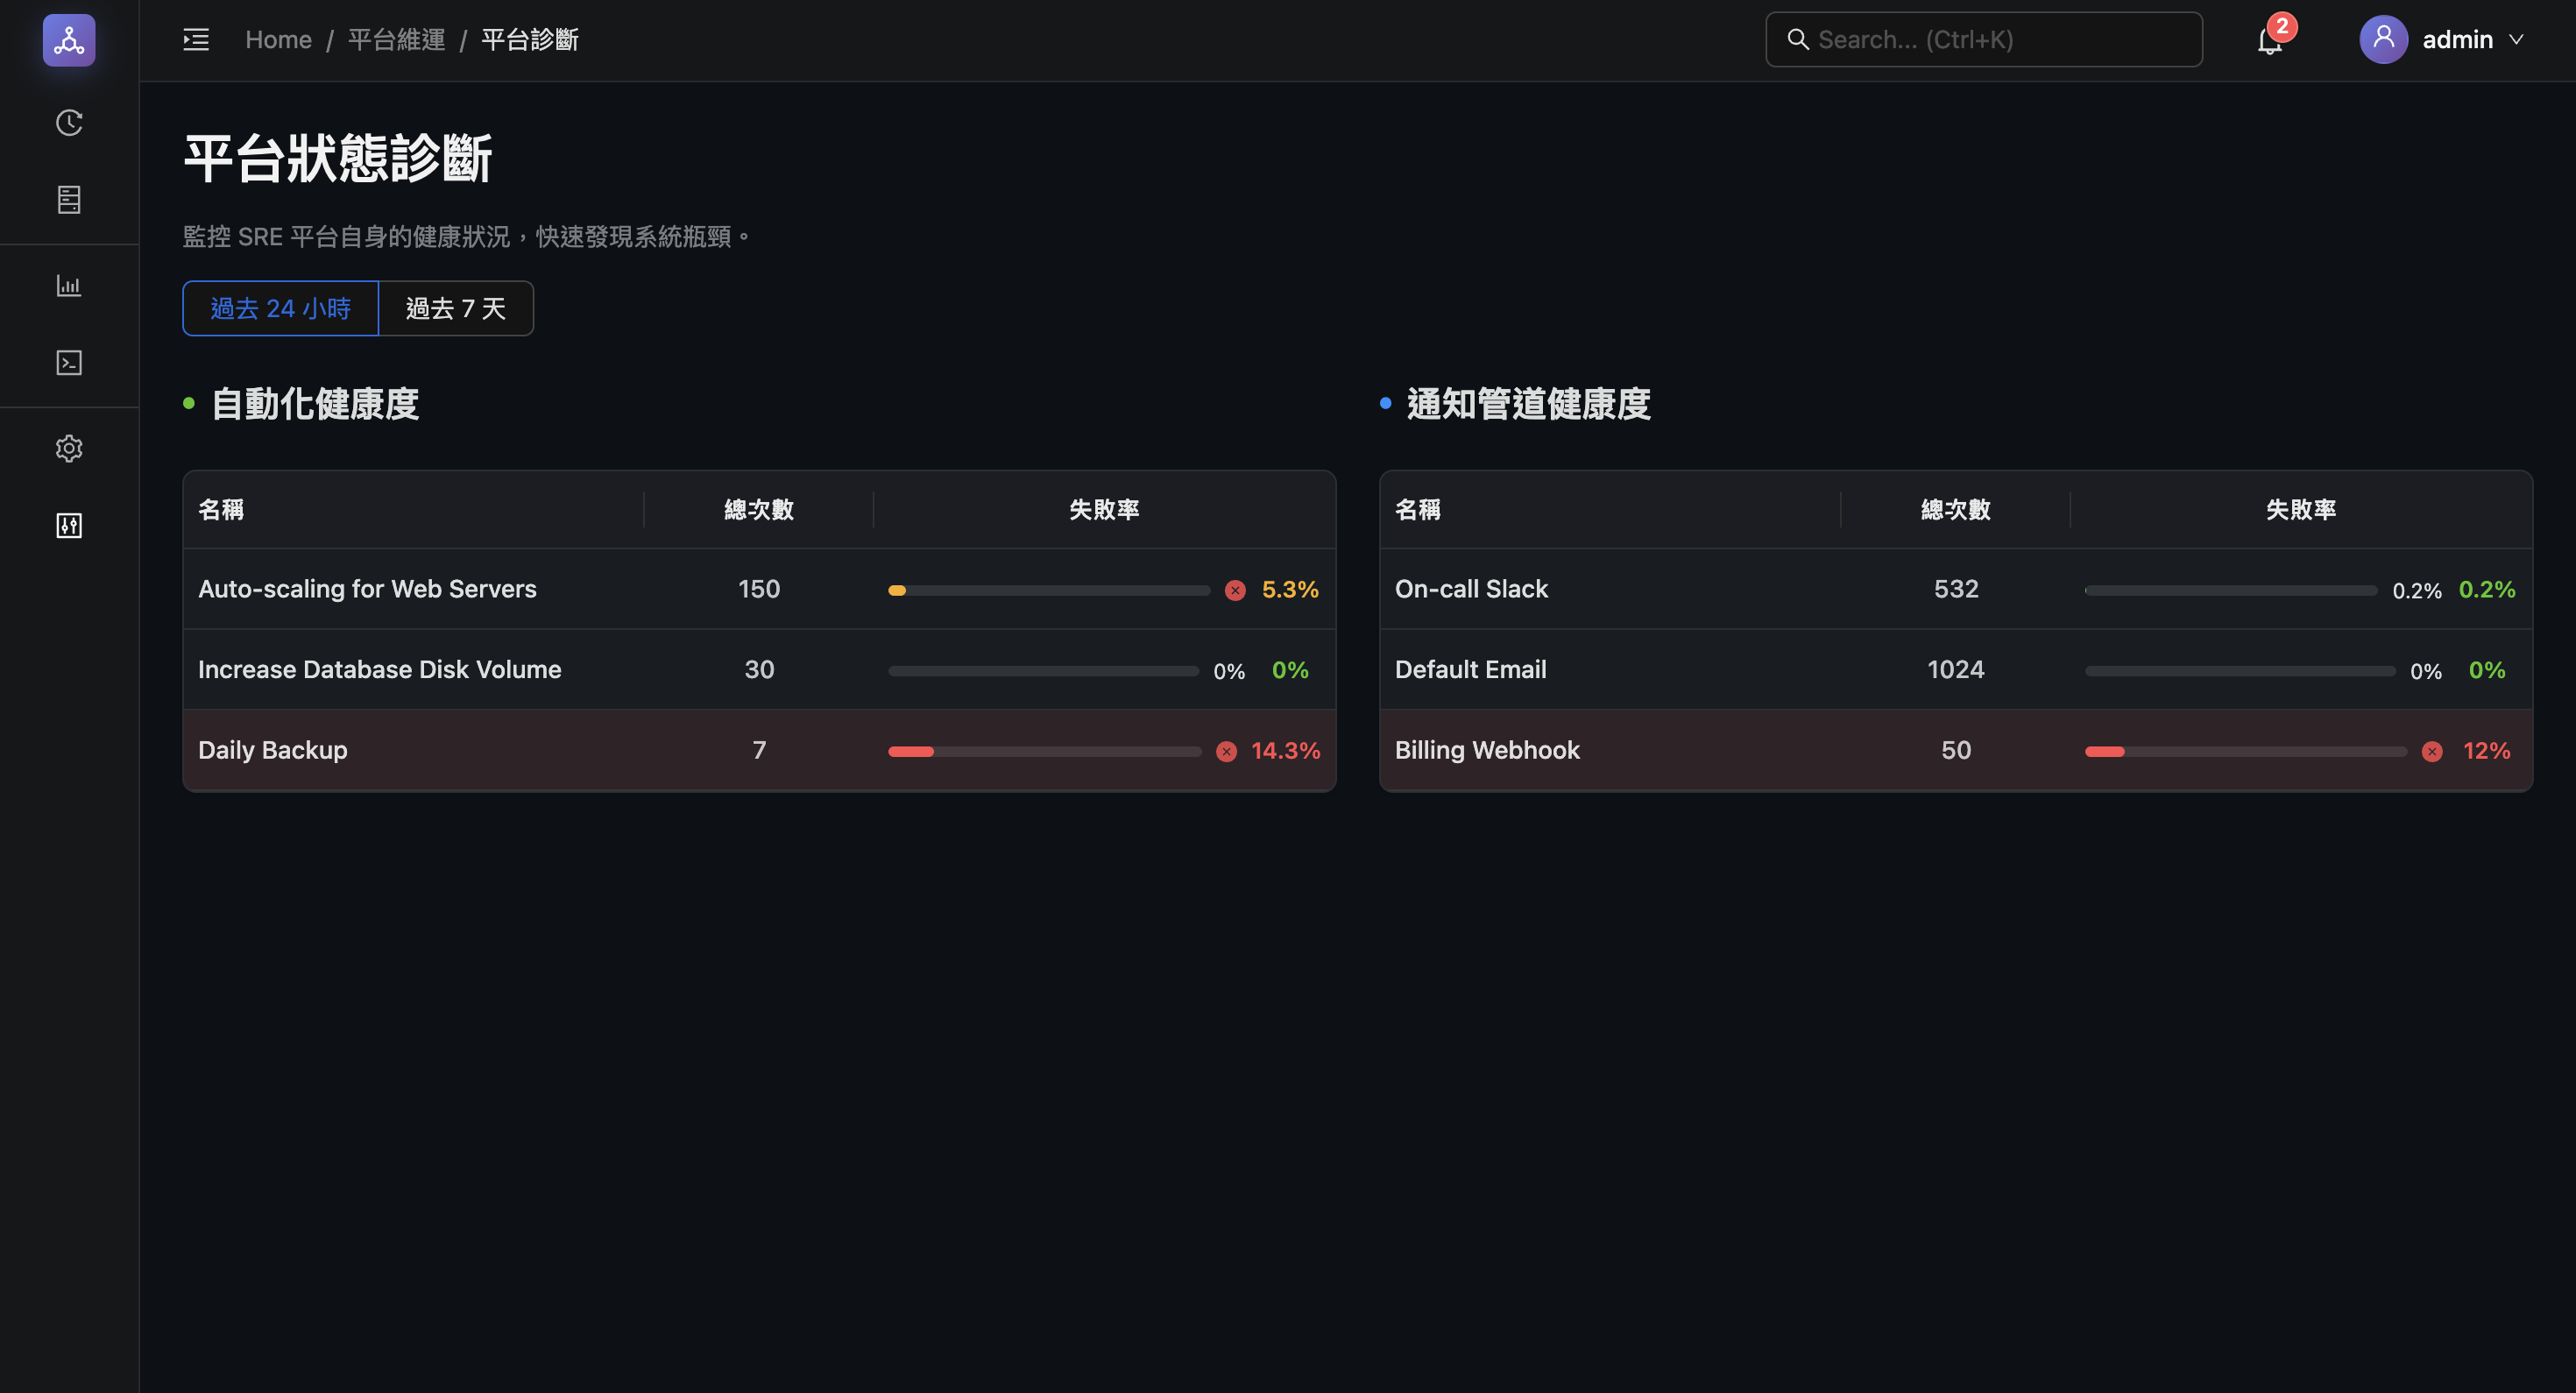 Home / 平台維運 / 平台診斷
Search... (Ctrl+K)
2
admin
平台狀態診斷
監控 SRE 平台自身的健康狀況，快速發現系統瓶頸。
過去 24 小時
過去 7 天
自動化健康度
名稱 總次數 失敗率
Auto-scaling for Web Servers 150 5.3%
Increase Database Disk Volume 30 0% 0%
Daily Backup 7 14.3%
通知管道健康度
名稱 總次數 失敗率
On-call Slack 532 0.2% 0.2%
Default Email 1024 0% 0%
Billing Webhook 50 12%